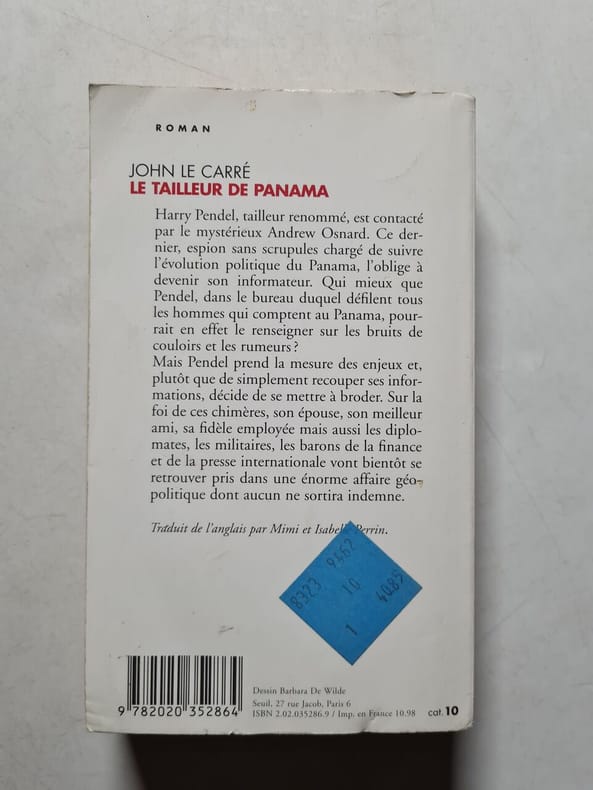 ROMAN
JOHN LE CARRÉ
LE TAILLEUR DE PANAMA
Harry Pendel, tailleur renommé, est contacté
par le mystérieux Andrew Osnard. Ce der-
nier, espion sans scrupules chargé de suivre
l'évolution politique du Panama, l'oblige à
devenir son informateur. Qui mieux que
Pendel, dans le bureau duquel défilent tous
les hommes qui comptent au Panama, pour-
rait en effet le renseigner sur les bruits de
couloirs et les rumeurs ?
Mais Pendel prend la mesure des enjeux et,
plutôt que de simplement recouper ses infor-
mations, décide de se mettre à broder. Sur la
foi de ces chimères, son épouse, son meilleur
ami, sa fidèle employée mais aussi les diplo-
mates, les militaires, les barons de la finance
et de la presse internationale vont bientôt se
retrouver pris dans une énorme affaire géo-
politique dont aucun ne sortira indemne.
Traduit de l'anglais par Mimi et Isabelle Perrin.
9462
8323 10 4085
1
Dessin Barbara De Wilde
Seuil, 27 rue Jacob, Paris 6
ISBN 2.02.035286.9 / Imp. en France 10.98
cat. 10
9 782020 352864